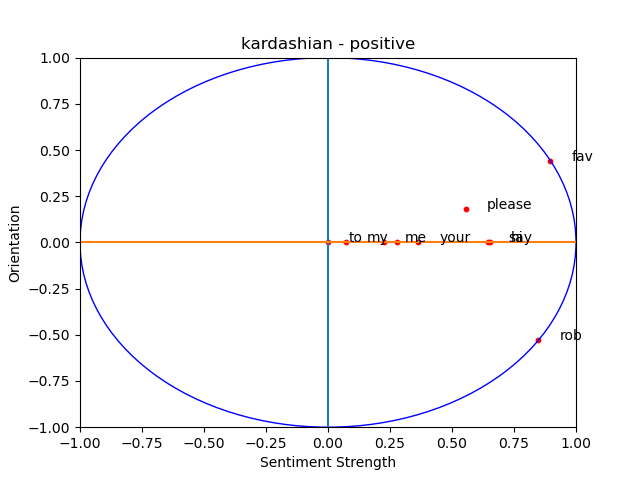 kardashian - positive
1.00
0.75
0.50
0.25
0.00
−0.25
−0.50
−0.75
−1.00
Orientation
fav
please
to my me your say
rob
−1.00 −0.75 −0.50 −0.25 0.00 0.25 0.50 0.75 1.00
Sentiment Strength